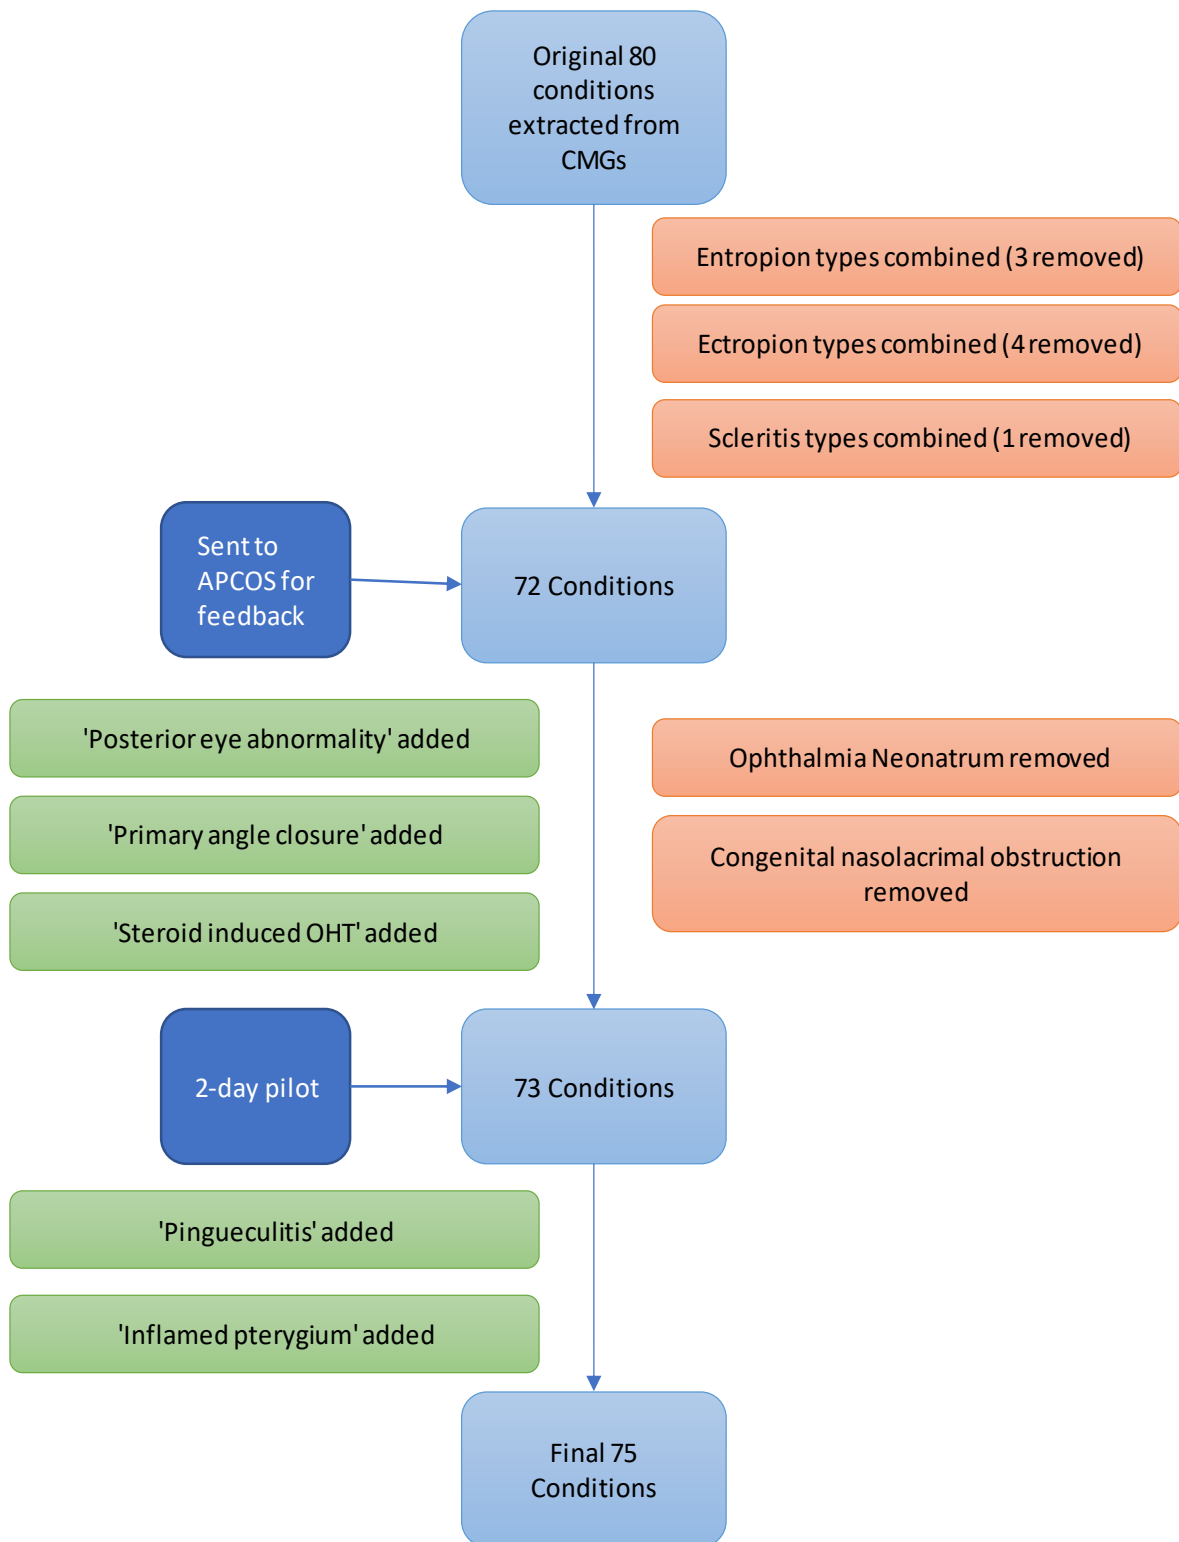 Original 80
conditions
extracted from
CMGs
Entropion types combined (3 removed)
Ectropion types combined (4 removed)
Scleritis types combined (1 removed)
Sent to
APCOS for
feedback
72 Conditions
'Posterior eye abnormality' added
'Primary angle closure' added
'Steroid induced OHT' added
Ophthalmia Neonatrum removed
Congenital nasolacrimal obstruction
removed
2-day pilot
73 Conditions
'Pingueculitis' added
'Inflamed pterygium' added
Final 75
Conditions